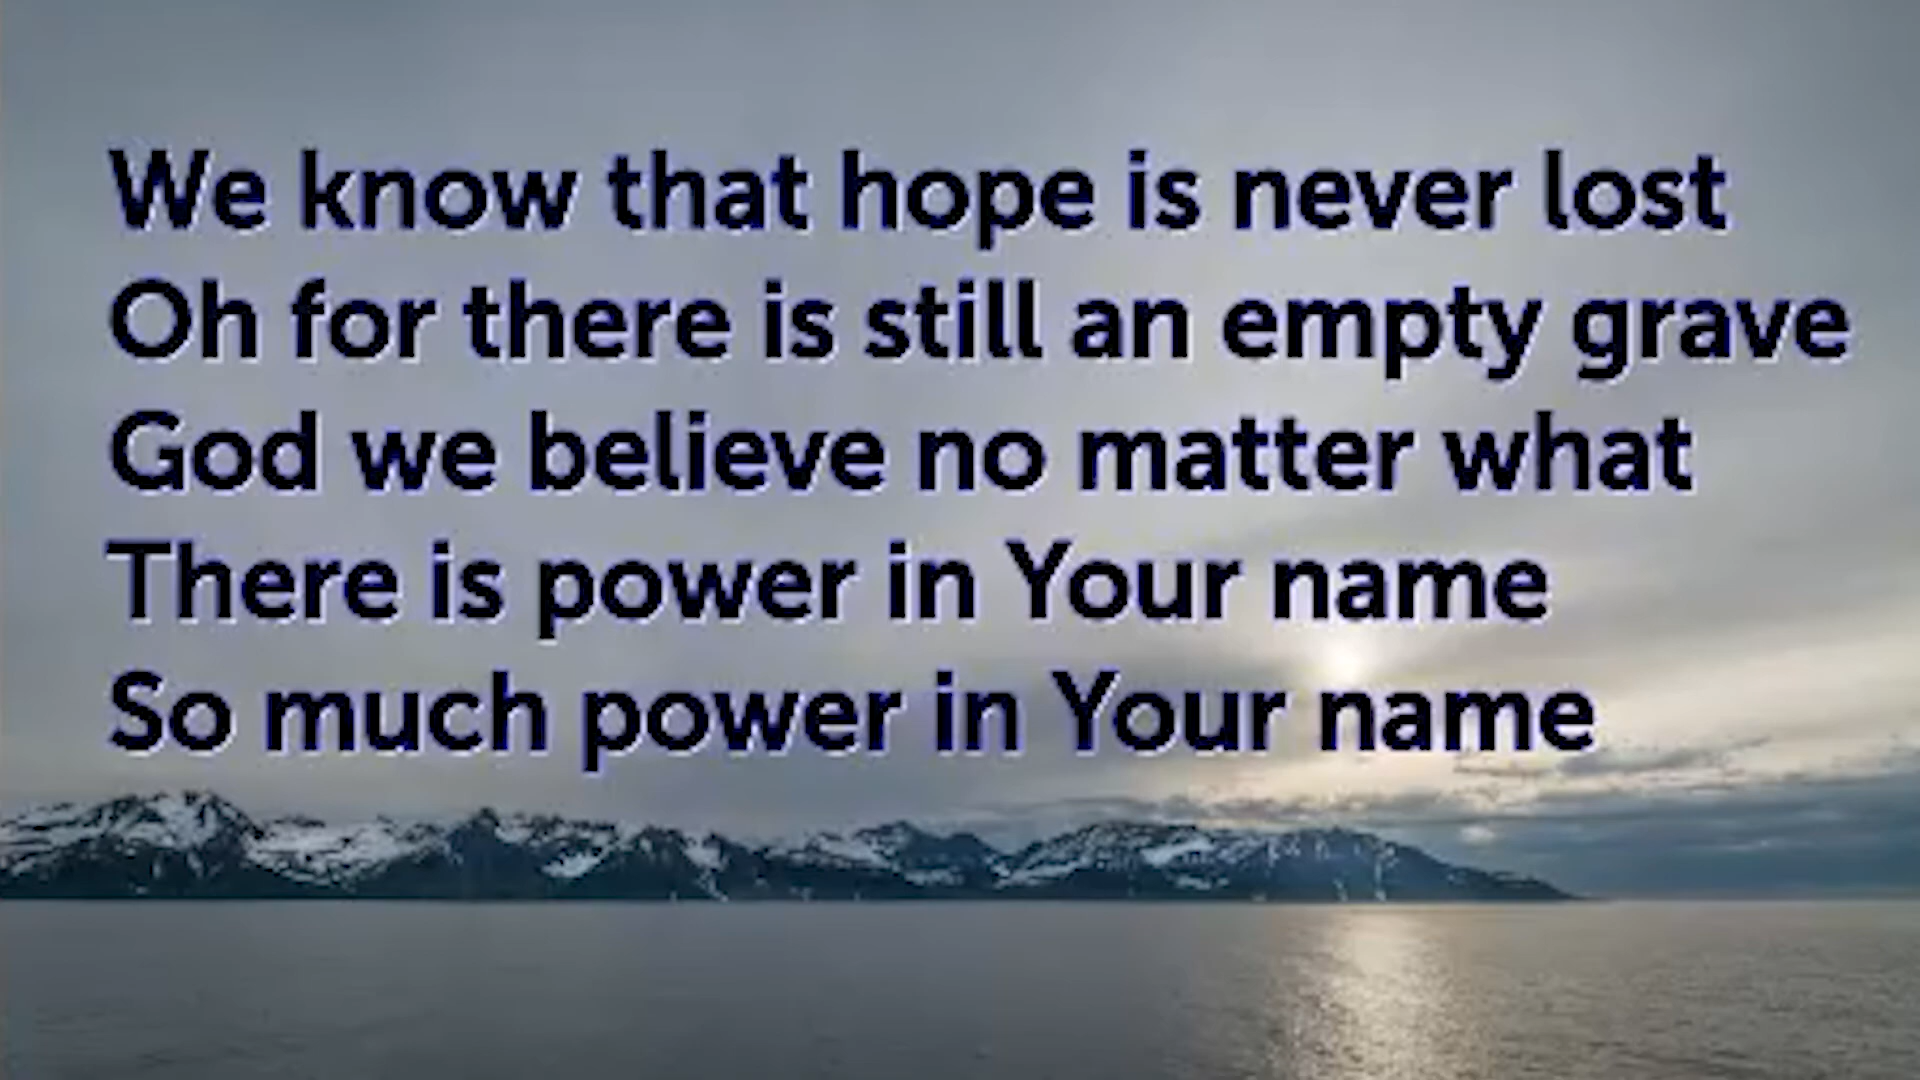 We know that hope is never lost
Oh for there is still an empty grave
God we believe no matter what
There is power in Your name
So much power in Your name